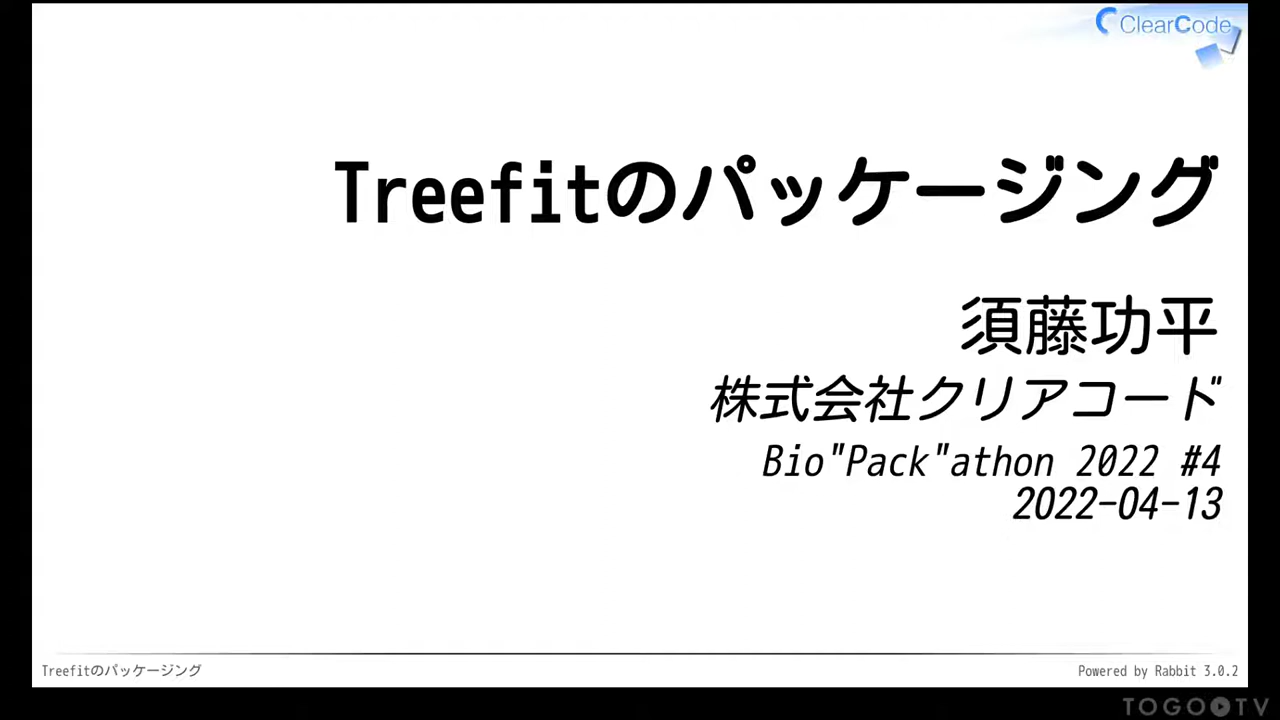 ClearCode
Treefitのパッケージング
須藤功平
株式会社クリアコード
Bio"Pack"athon 2022 #4
2022-04-13
Treefitのパッケージング
Powered by Rabbit 3.0.2
TOGOTV